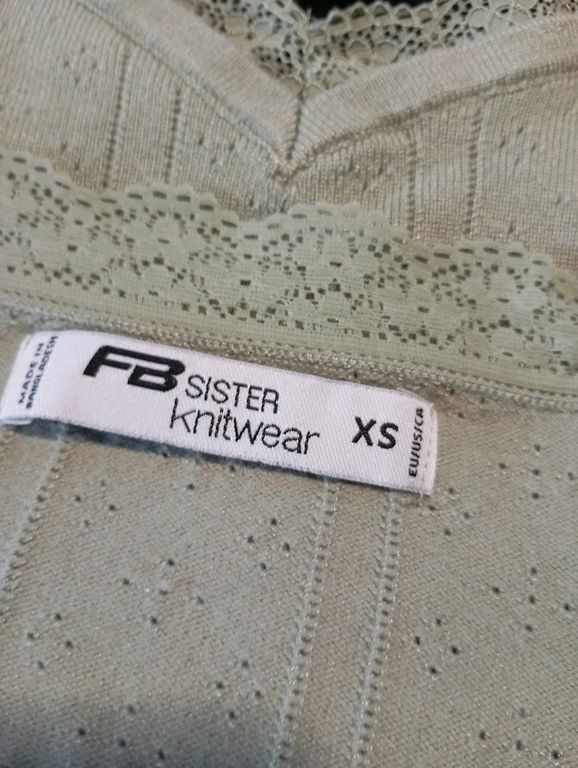 MADE IN
BANGLADESH
FB SISTER
knitwear
XS
EU/US/CA